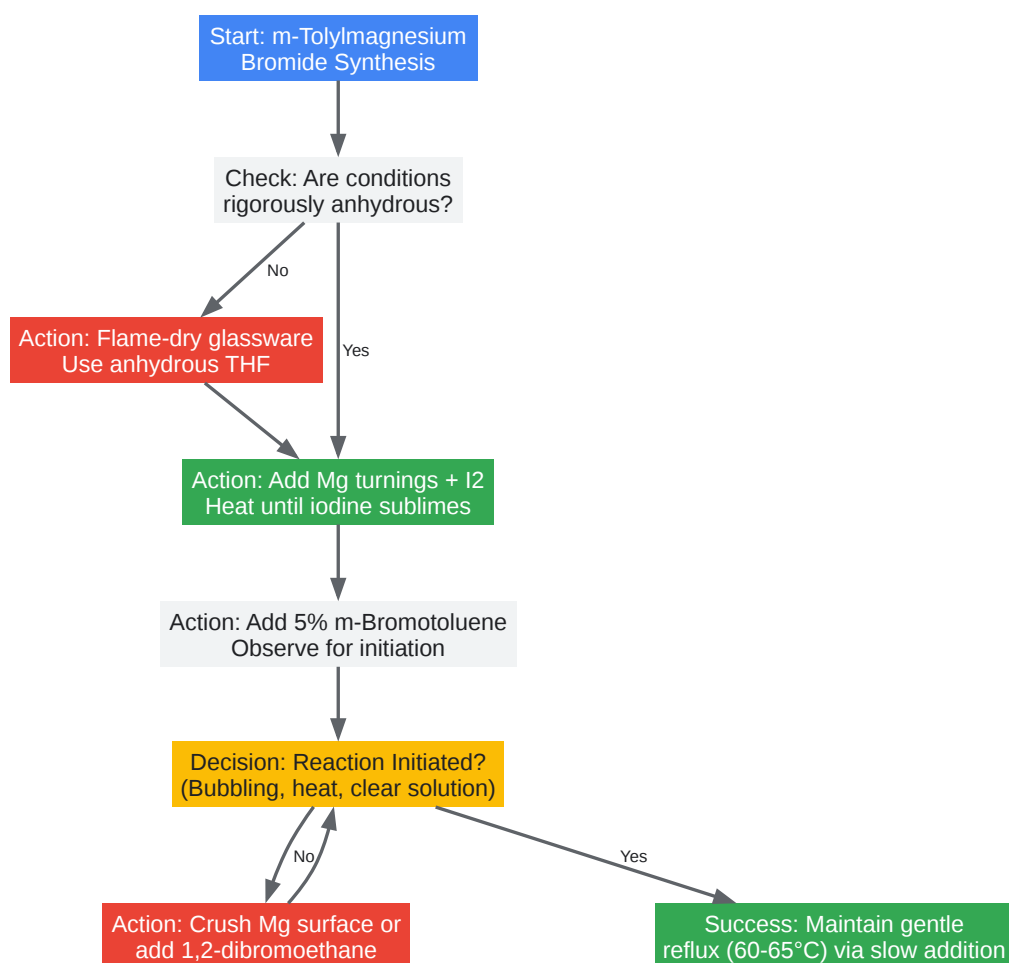 Start: m-Tolylmagnesium
Bromide Synthesis
Check: Are conditions
rigorously anhydrous?
No
Action: Flame-dry glassware
Use anhydrous THF
Yes
Action: Add Mg turnings + I2
Heat until iodine sublimes
Action: Add 5% m-Bromotoluene
Observe for initiation
Decision: Reaction Initiated?
(Bubbling, heat, clear solution)
No
Yes
Action: Crush Mg surface or
add 1,2-dibromoethane
Success: Maintain gentle
reflux (60-65°C) via slow addition